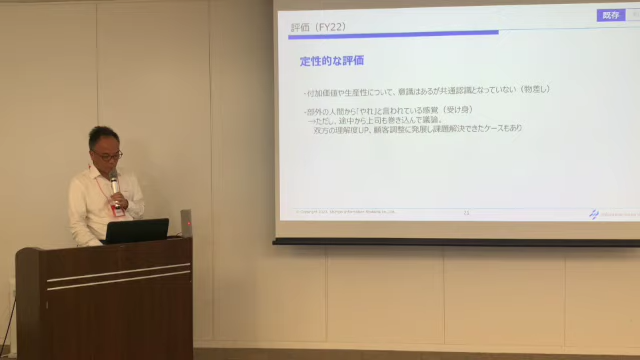 評価（FY22）
既存
定性的な評価
・付加価値や生産性について、意識はあるが共通認識となっていない（物差し）
・部外の人間から「やれ」と言われている感覚（受け身）
→ただし、途中から上司も巻き込んで議論。
双方の理解度UP、顧客調整に発展し課題解決できたケースもあり